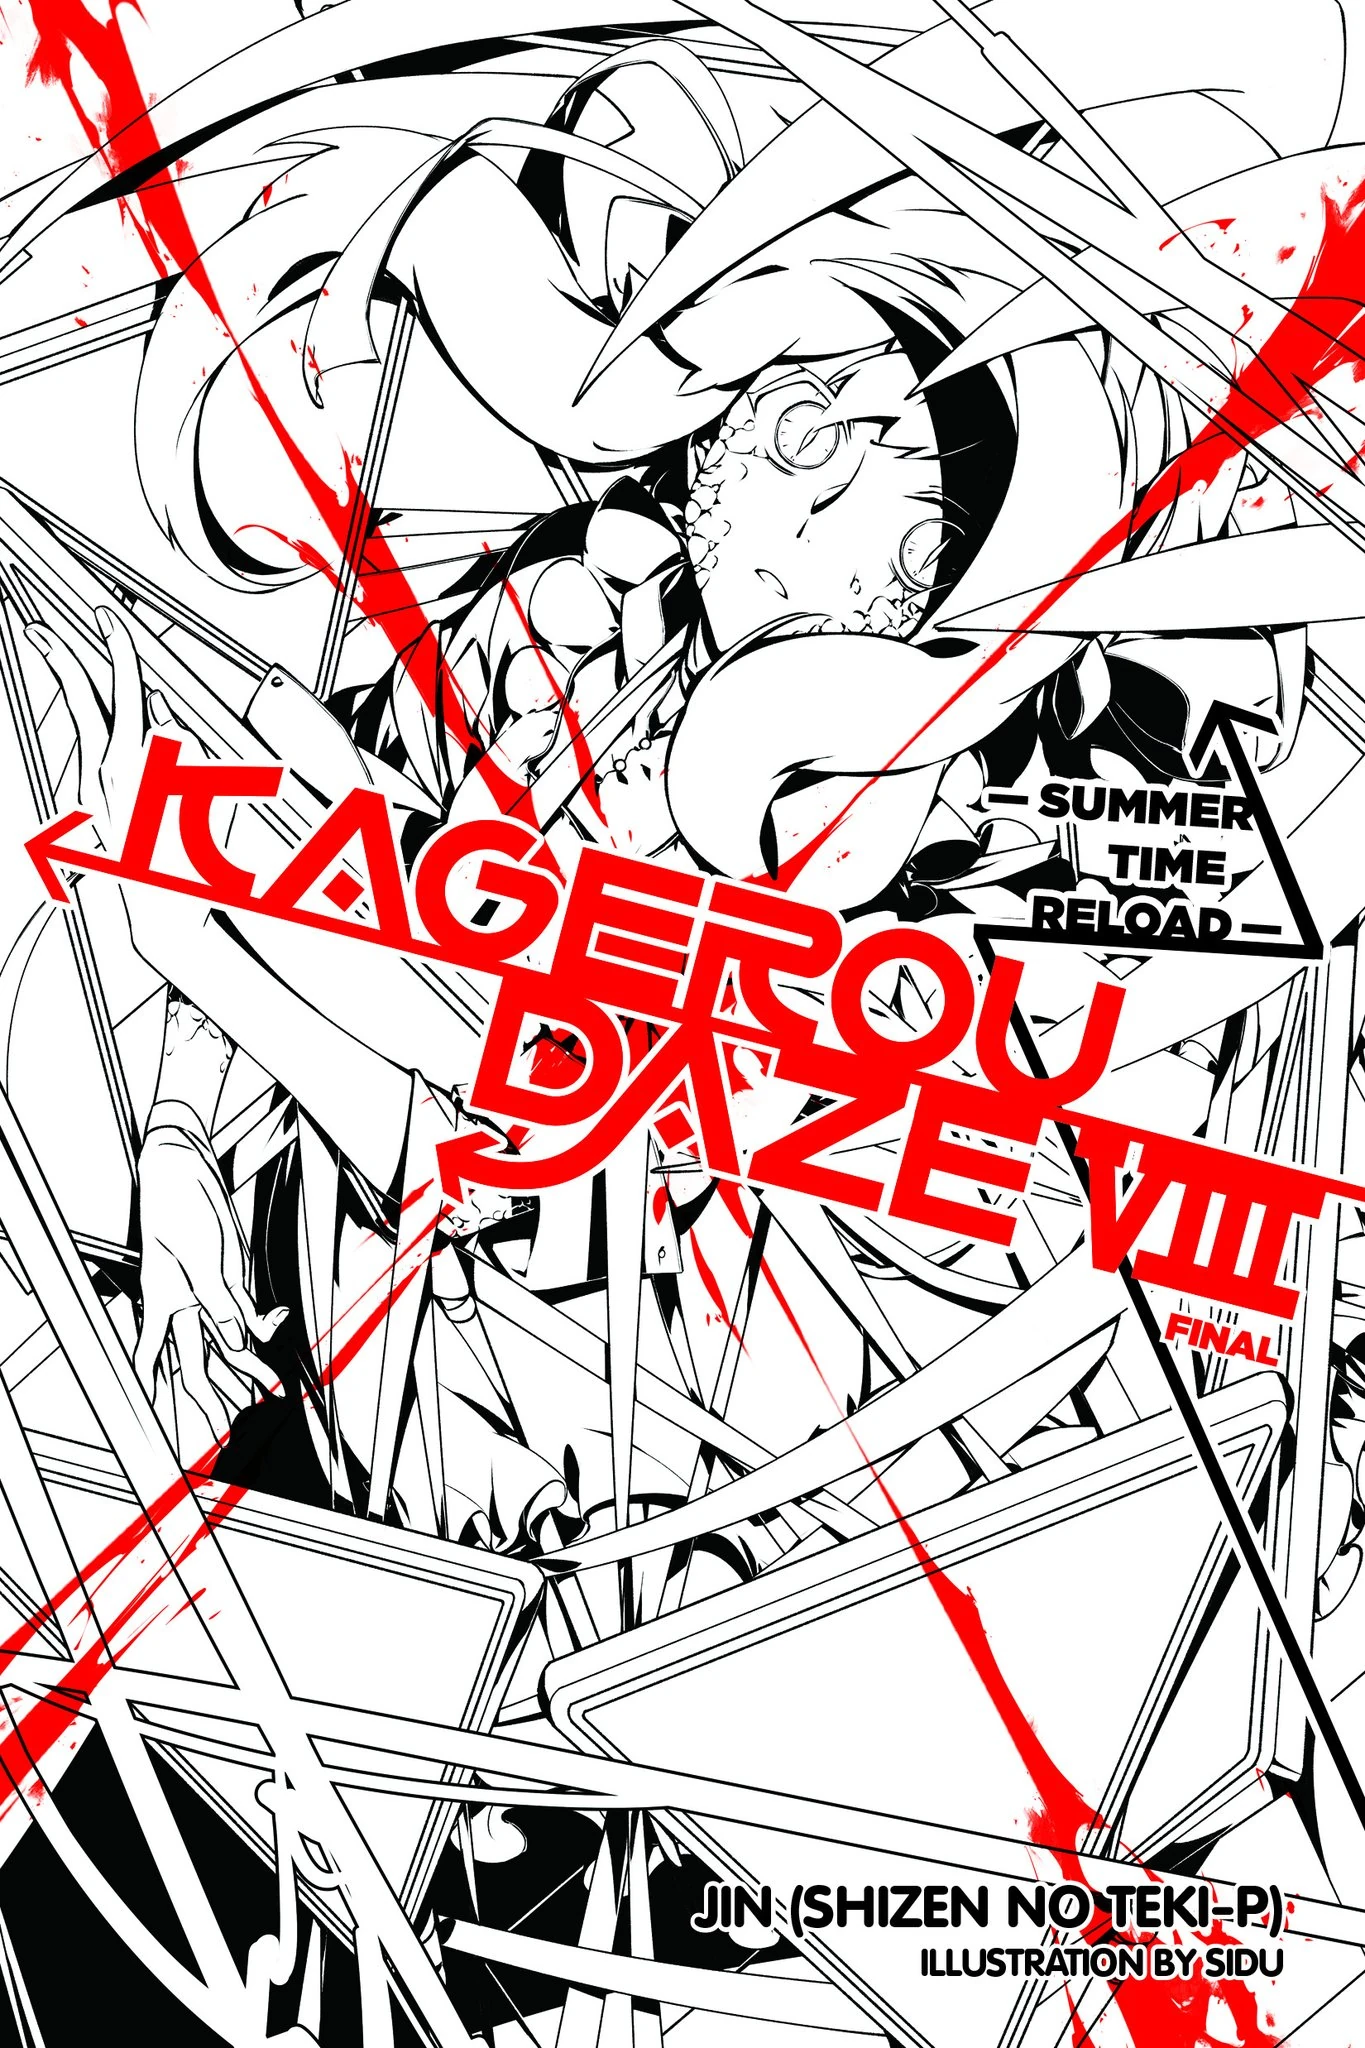 KAGEROU
DAZE VIII
FINAL
— SUMMER
TIME
RELOAD —
JIN (SHIZEN NO TEKI-P)
ILLUSTRATION BY SIDU